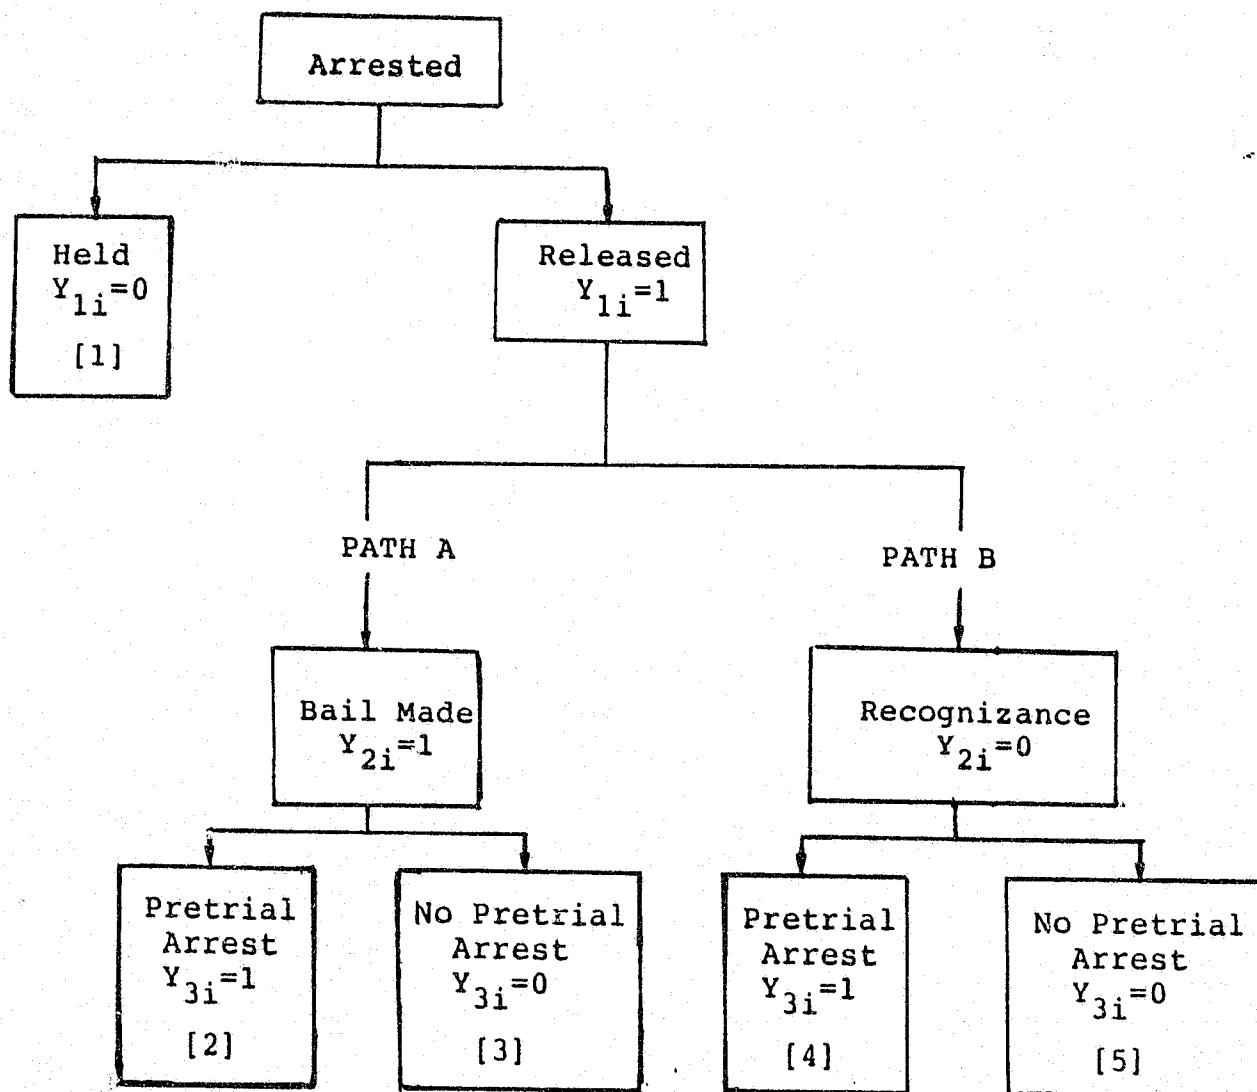 Arrested
Held
Y1i=0
[1]
Released
Y1i=1
PATH A
PATH B
Bail Made
Y2i=1
Recognizance
Y2i=0
Pretrial
Arrest
Y3i=1
[2]
No Pretrial
Arrest
Y3i=0
[3]
Pretrial
Arrest
Y3i=1
[4]
No Pretrial
Arrest
Y3i=0
[5]